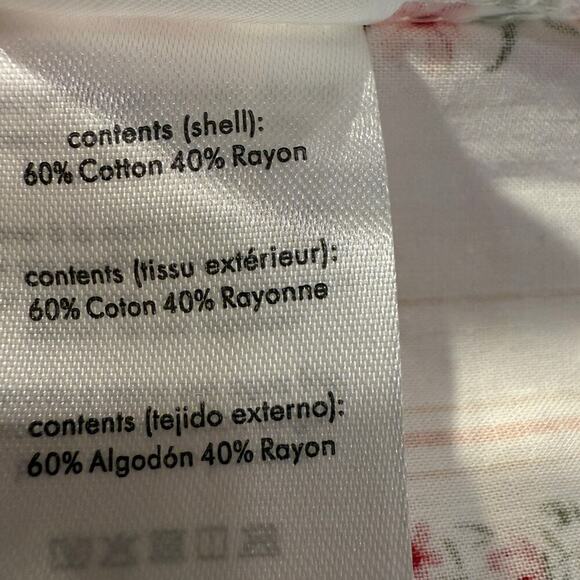 contents (shell):
60% Cotton 40% Rayon
contents (tissu extérieur):
60% Coton 40% Rayonne
contents (tejido externo):
60% Algodón 40% Rayon